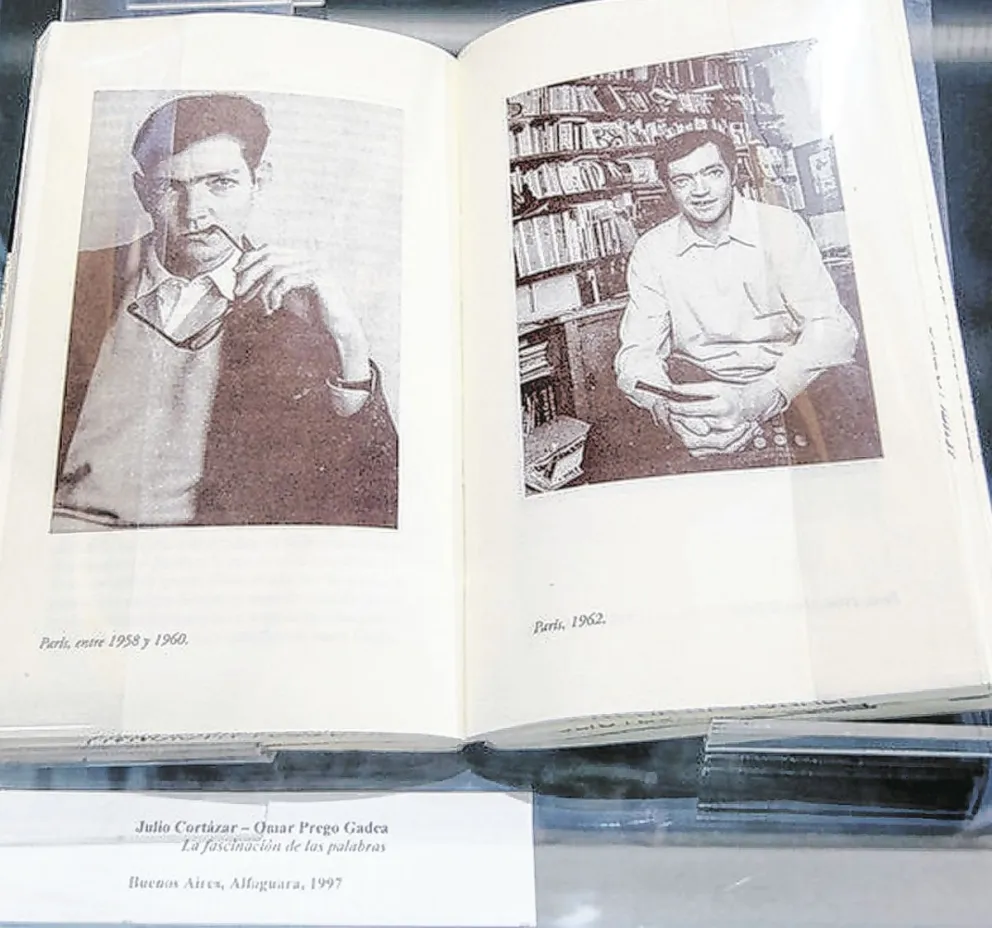 París, entre 1958 y 1960.
París, 1962.
Julio Cortázar – Omar Prego Gadea
La fascinación de las palabras
Buenos Aires, Alfaguara, 1997